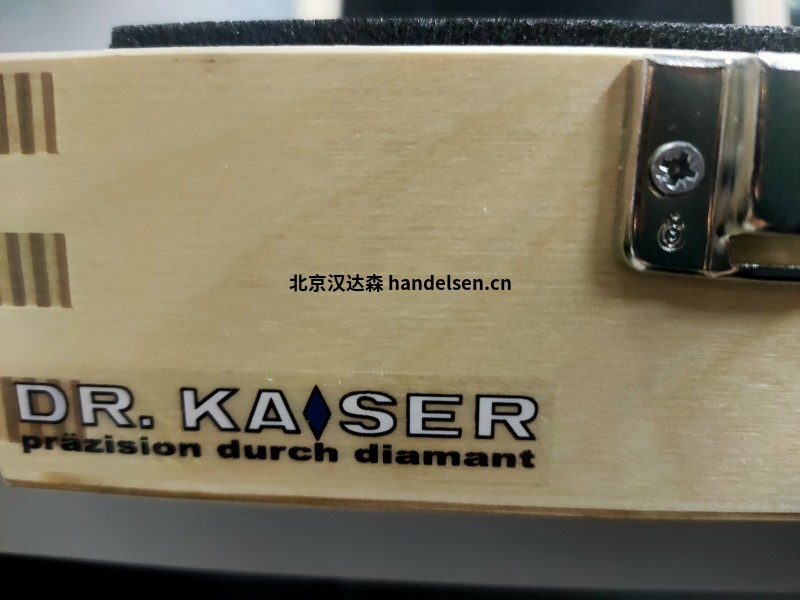 北京汉达森 handelsen.cn
DR. KAISER
präzision durch diamant